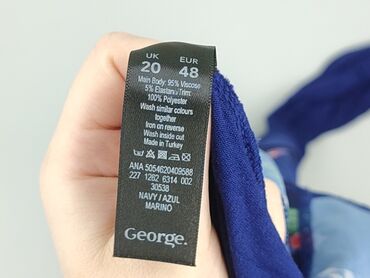 UK EUR
20 48
Main Body: 95% Viscose
5% Elastane/Trim:
100% Polyester
Wash similar colours
together
Iron on reverse
Wash inside out
Made in Turkey
ANA 5054620409588
227 1262 6314 002
30538
NAVY / AZUL
MARINO
George.